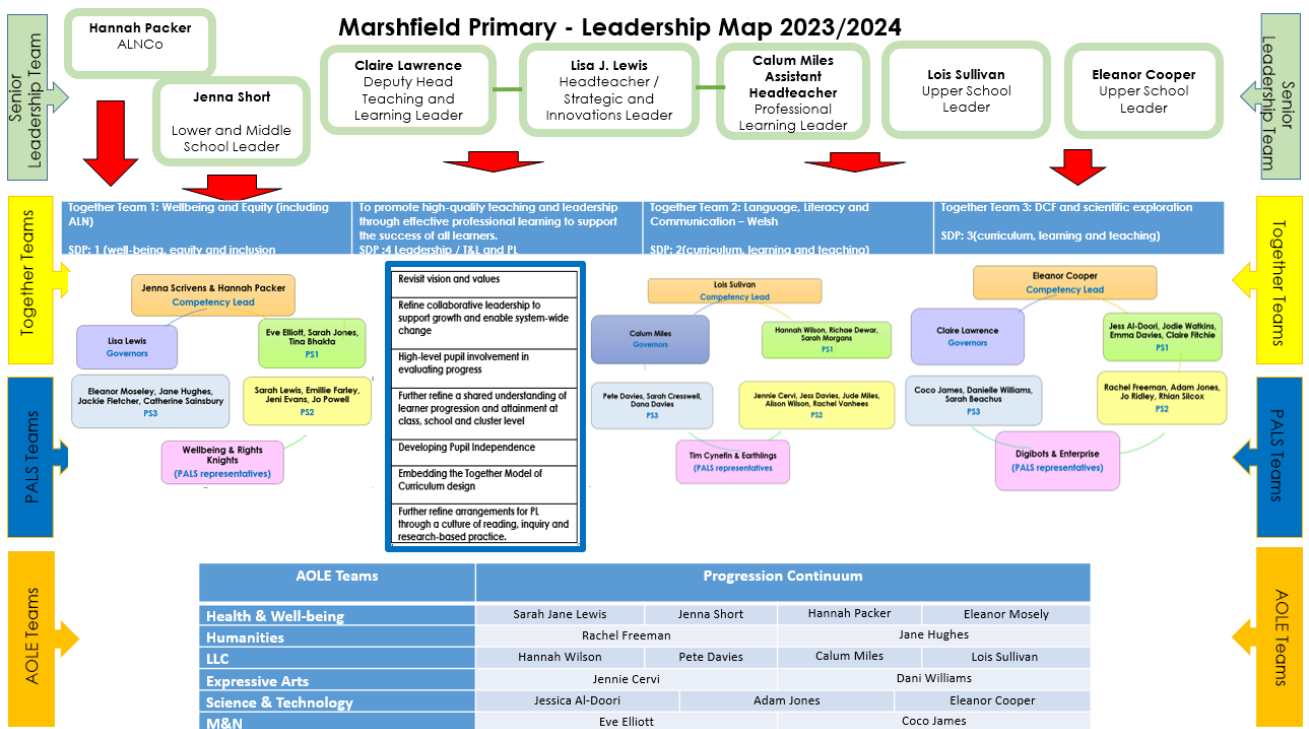 Marshfield Primary - Leadership Map 2023/2024
Senior
Leadership Team
Hannah Packer
ALNCo
Jenna Short
Lower and Middle
School Leader
Claire Lawrence
Deputy Head
Teaching and
Learning Leader
Lisa J. Lewis
Headteacher /
Strategic and
Innovations Leader
Calum Miles
Assistant
Headteacher
Professional
Learning Leader
Lois Sullivan
Upper School
Leader
Eleanor Cooper
Upper School
Leader
Senior
Leadership Team
Together Teams
Together Team 1: Wellbeing and Equity (including
ALN)
SDP: 1 (well-being, equity and inclusion
To promote high-quality teaching and leadership
through effective professional learning to support
the success of all learners.
SDP :4 Leadership / T&L and PL
Together Team 2: Language, Literacy and
Communication – Welsh
SDP: 2(curriculum, learning and teaching)
Together Team 3: DCF and scientific exploration
SDP: 3(curriculum, learning and teaching)
Together Teams
Jenna Scrivens & Hannah Packer
Competency Lead
Lisa Lewis
Governors
Eve Elliott, Sarah Jones,
Tina Bhakta
PS1
Eleanor Moseley, Jane Hughes,
Jackie Fletcher, Catherine Sainsbury
PS3
Sarah Lewis, Emillie Farley,
Jeni Evans, Jo Powell
PS2
Wellbeing & Rights
Knights
(PALS representatives)
Revisit vision and values
Refine collaborative leadership to
support growth and enable system-wide
change
High-level pupil involvement in
evaluating progress
Further refine a shared understanding of
learner progression and attainment at
class, school and cluster level
Developing Pupil Independence
Embedding the Together Model of
Curriculum design
Further refine arrangements for PL
through a culture of reading, inquiry and
research-based practice.
Lois Sulivan
Competency Lead
Calum Miles
Governors
Hannah Wilson, Richae Dewar,
Sarah Morgans
PS1
Pete Davies, Sarah Cresswell,
Dana Davies
PS3
Jennie Cervi, Jess Davies, Jude Miles,
Alison Wilson, Rachel Vanhees
PS2
Tim Cynefin & Earthlings
(PALS representatives
Eleanor Cooper
Competency Lead
Claire Lawrence
Governors
Jess Al-Doori, Jodie Watkins,
Emma Davies, Claire Fitchie
PS1
Coco James, Danielle Williams,
Sarah Beachus
PS3
Rachel Freeman, Adam Jones,
Jo Ridley, Rhian Silcox
PS2
Digibots & Enterprise
(PALS representatives)
PALS Teams
PALS Teams
AOLE Teams
AOLE Teams Progression Continuum
Health & Well-being Sarah Jane Lewis Jenna Short Hannah Packer Eleanor Mosely
Humanities Rachel Freeman Jane Hughes
LLC Hannah Wilson Pete Davies Calum Miles Lois Sullivan
Expressive Arts Jennie Cervi Dani Williams
Science & Technology Jessica Al-Doori Adam Jones Eleanor Cooper
M&N Eve Elliott Coco James
AOLE Teams